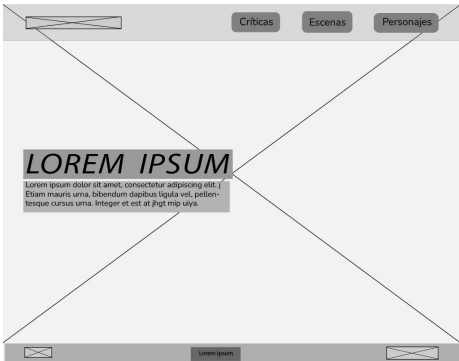 Críticas
Escenas
Personajes
LOREM IPSUM
Lorem ipsum dolor sit amet, consectetur adipiscing elit. j
Etiam mauris urna, bibendum dapibus ligula vel, pellen-
tesque cursus urna. Integer et est at jhgt mip uiya.
Lorem ipsum